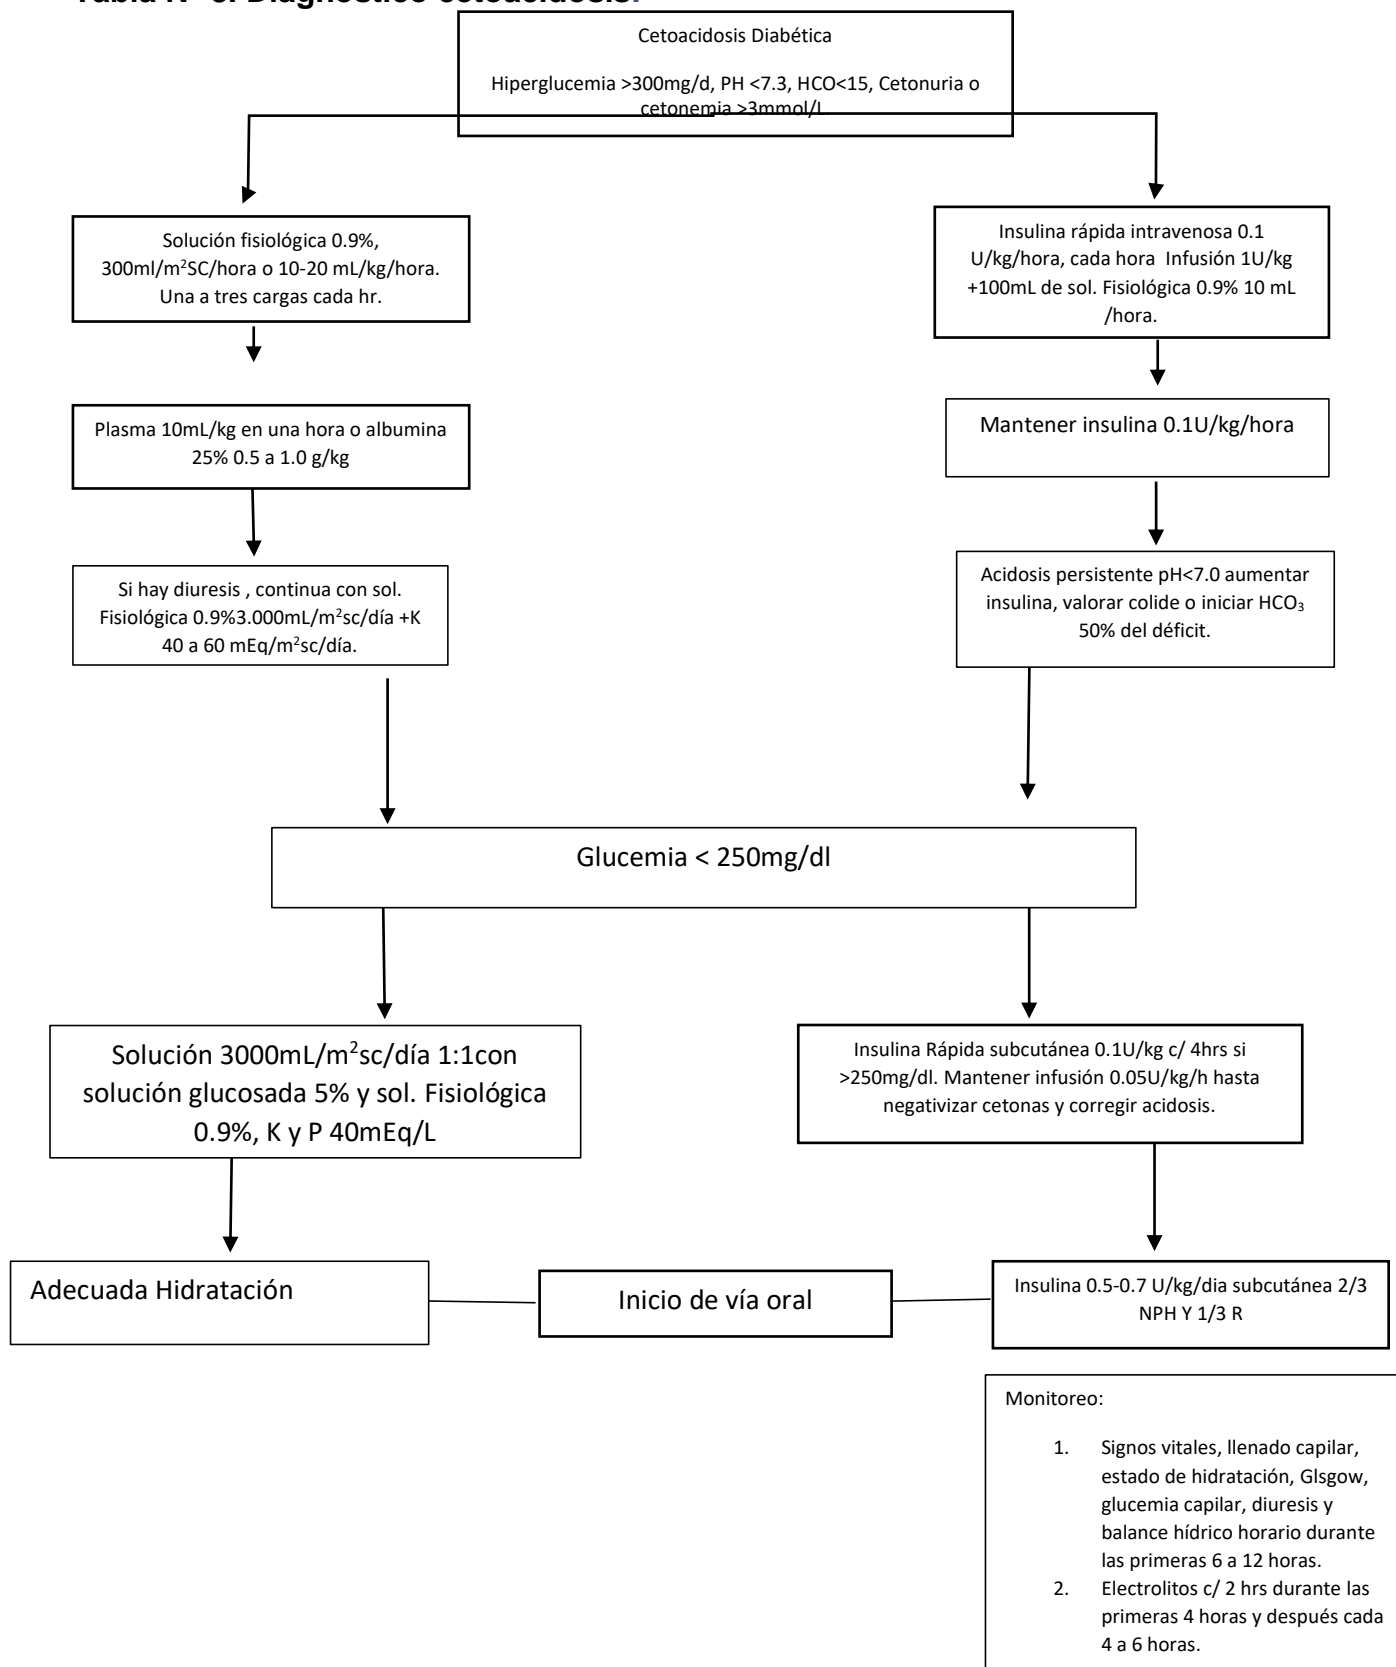 Tabla N° 3. Diagnóstico cetoacidosis.
Cetoacidosis Diabética
Hiperglucemia >300mg/d, PH <7.3, HCO<15, Cetonuria o
cetonemia >3mmol/L.
Solución fisiológica 0.9%,
300ml/m²SC/hora o 10-20 mL/kg/hora.
Una a tres cargas cada hr.
Insulina rápida intravenosa 0.1
U/kg/hora, cada hora Infusión 1U/kg
+100mL de sol. Fisiológica 0.9% 10 mL
/hora.
Plasma 10mL/kg en una hora o albumina
25% 0.5 a 1.0 g/kg
Mantener insulina 0.1U/kg/hora
Si hay diuresis , continua con sol.
Fisiológica 0.9%3.000mL/m²sc/día +K
40 a 60 mEq/m²sc/día.
Acidosis persistente pH<7.0 aumentar
insulina, valorar colide o iniciar HCO₃
50% del déficit.
Glucemia < 250mg/dl
Solución 3000mL/m²sc/día 1:1con
solución glucosada 5% y sol. Fisiológica
0.9%, K y P 40mEq/L
Insulina Rápida subcutánea 0.1U/kg c/ 4hrs si
>250mg/dl. Mantener infusión 0.05U/kg/h hasta
negativizar cetonas y corregir acidosis.
Adecuada Hidratación
Inicio de vía oral
Insulina 0.5-0.7 U/kg/dia subcutánea 2/3
NPH Y 1/3 R
Monitoreo:
1. Signos vitales, llenado capilar,
estado de hidratación, Glsgow,
glucemia capilar, diuresis y
balance hídrico horario durante
las primeras 6 a 12 horas.
2. Electrolitos c/ 2 hrs durante las
primeras 4 horas y después cada
4 a 6 horas.